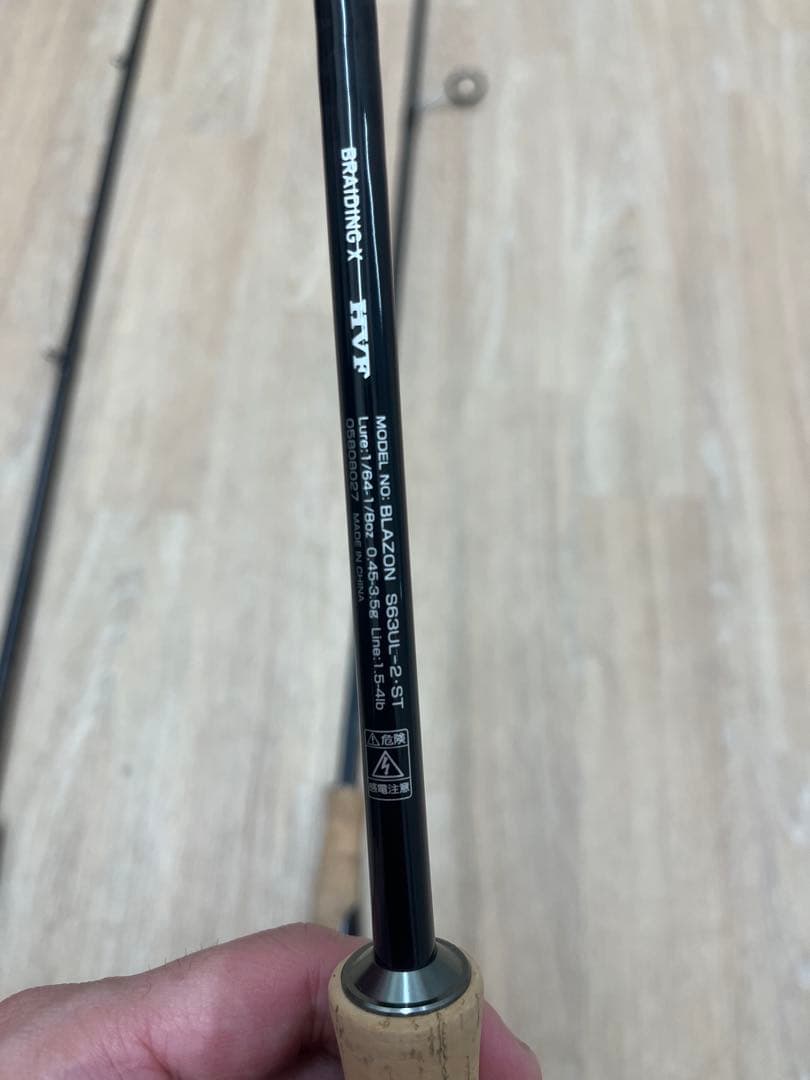 BRAIDING X HVF
MODEL NO: BLAZON S63UL-2・ST
Lure:1/64-1/8oz 0.45-3.5g Line:1.5-4lb
05808027 MADE IN CHINA
⚠危険
感電注意